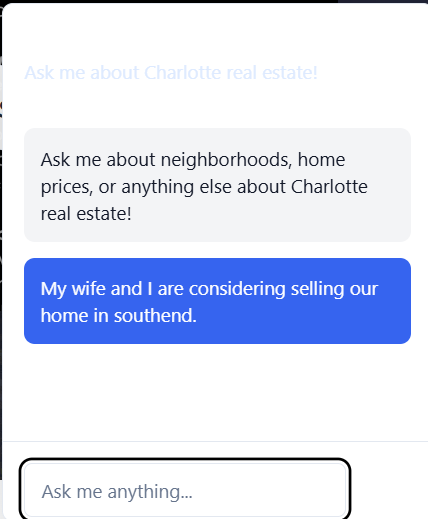 Ask me about Charlotte real estate!
Ask me about neighborhoods, home
prices, or anything else about Charlotte
real estate!
My wife and I are considering selling our
home in southend.
Ask me anything...